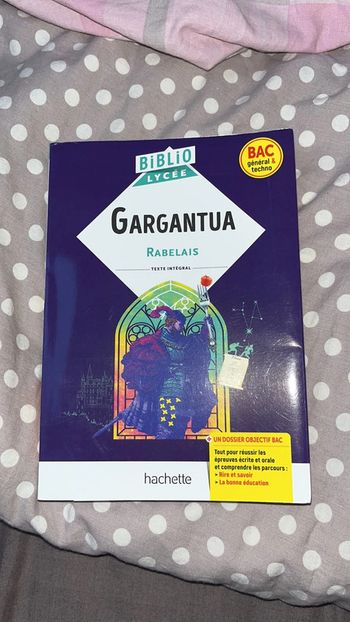 BiBLiO
LYCÉE
BAC
général &
techno
GARGANTUA
RABELAIS
TEXTE INTÉGRAL
UN DOSSIER OBJECTIF BAC
Tout pour réussir les
épreuves écrite et orale
et comprendre les parcours :
> Rire et savoir
> La bonne éducation
hachette